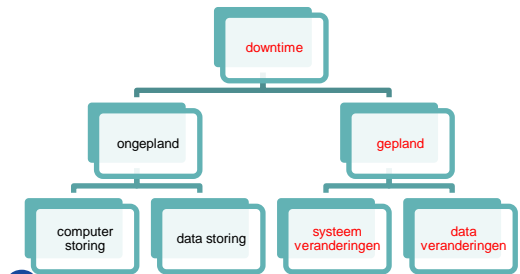 downtime
ongepland
gepland
computer
storing
data storing
systeem
veranderingen
data
veranderingen